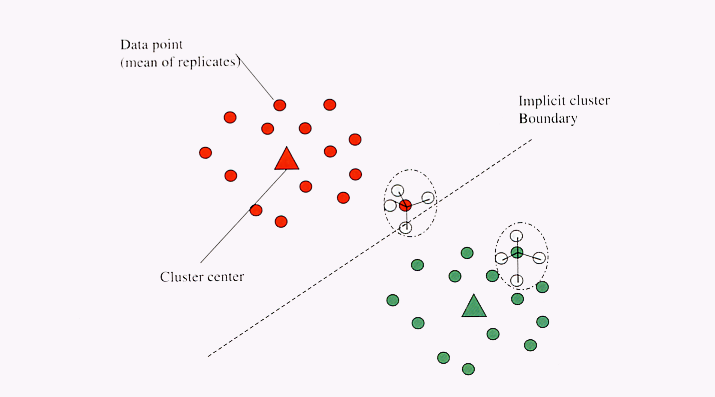 Data point
(mean of replicates)
Implicit cluster
Boundary
Cluster center